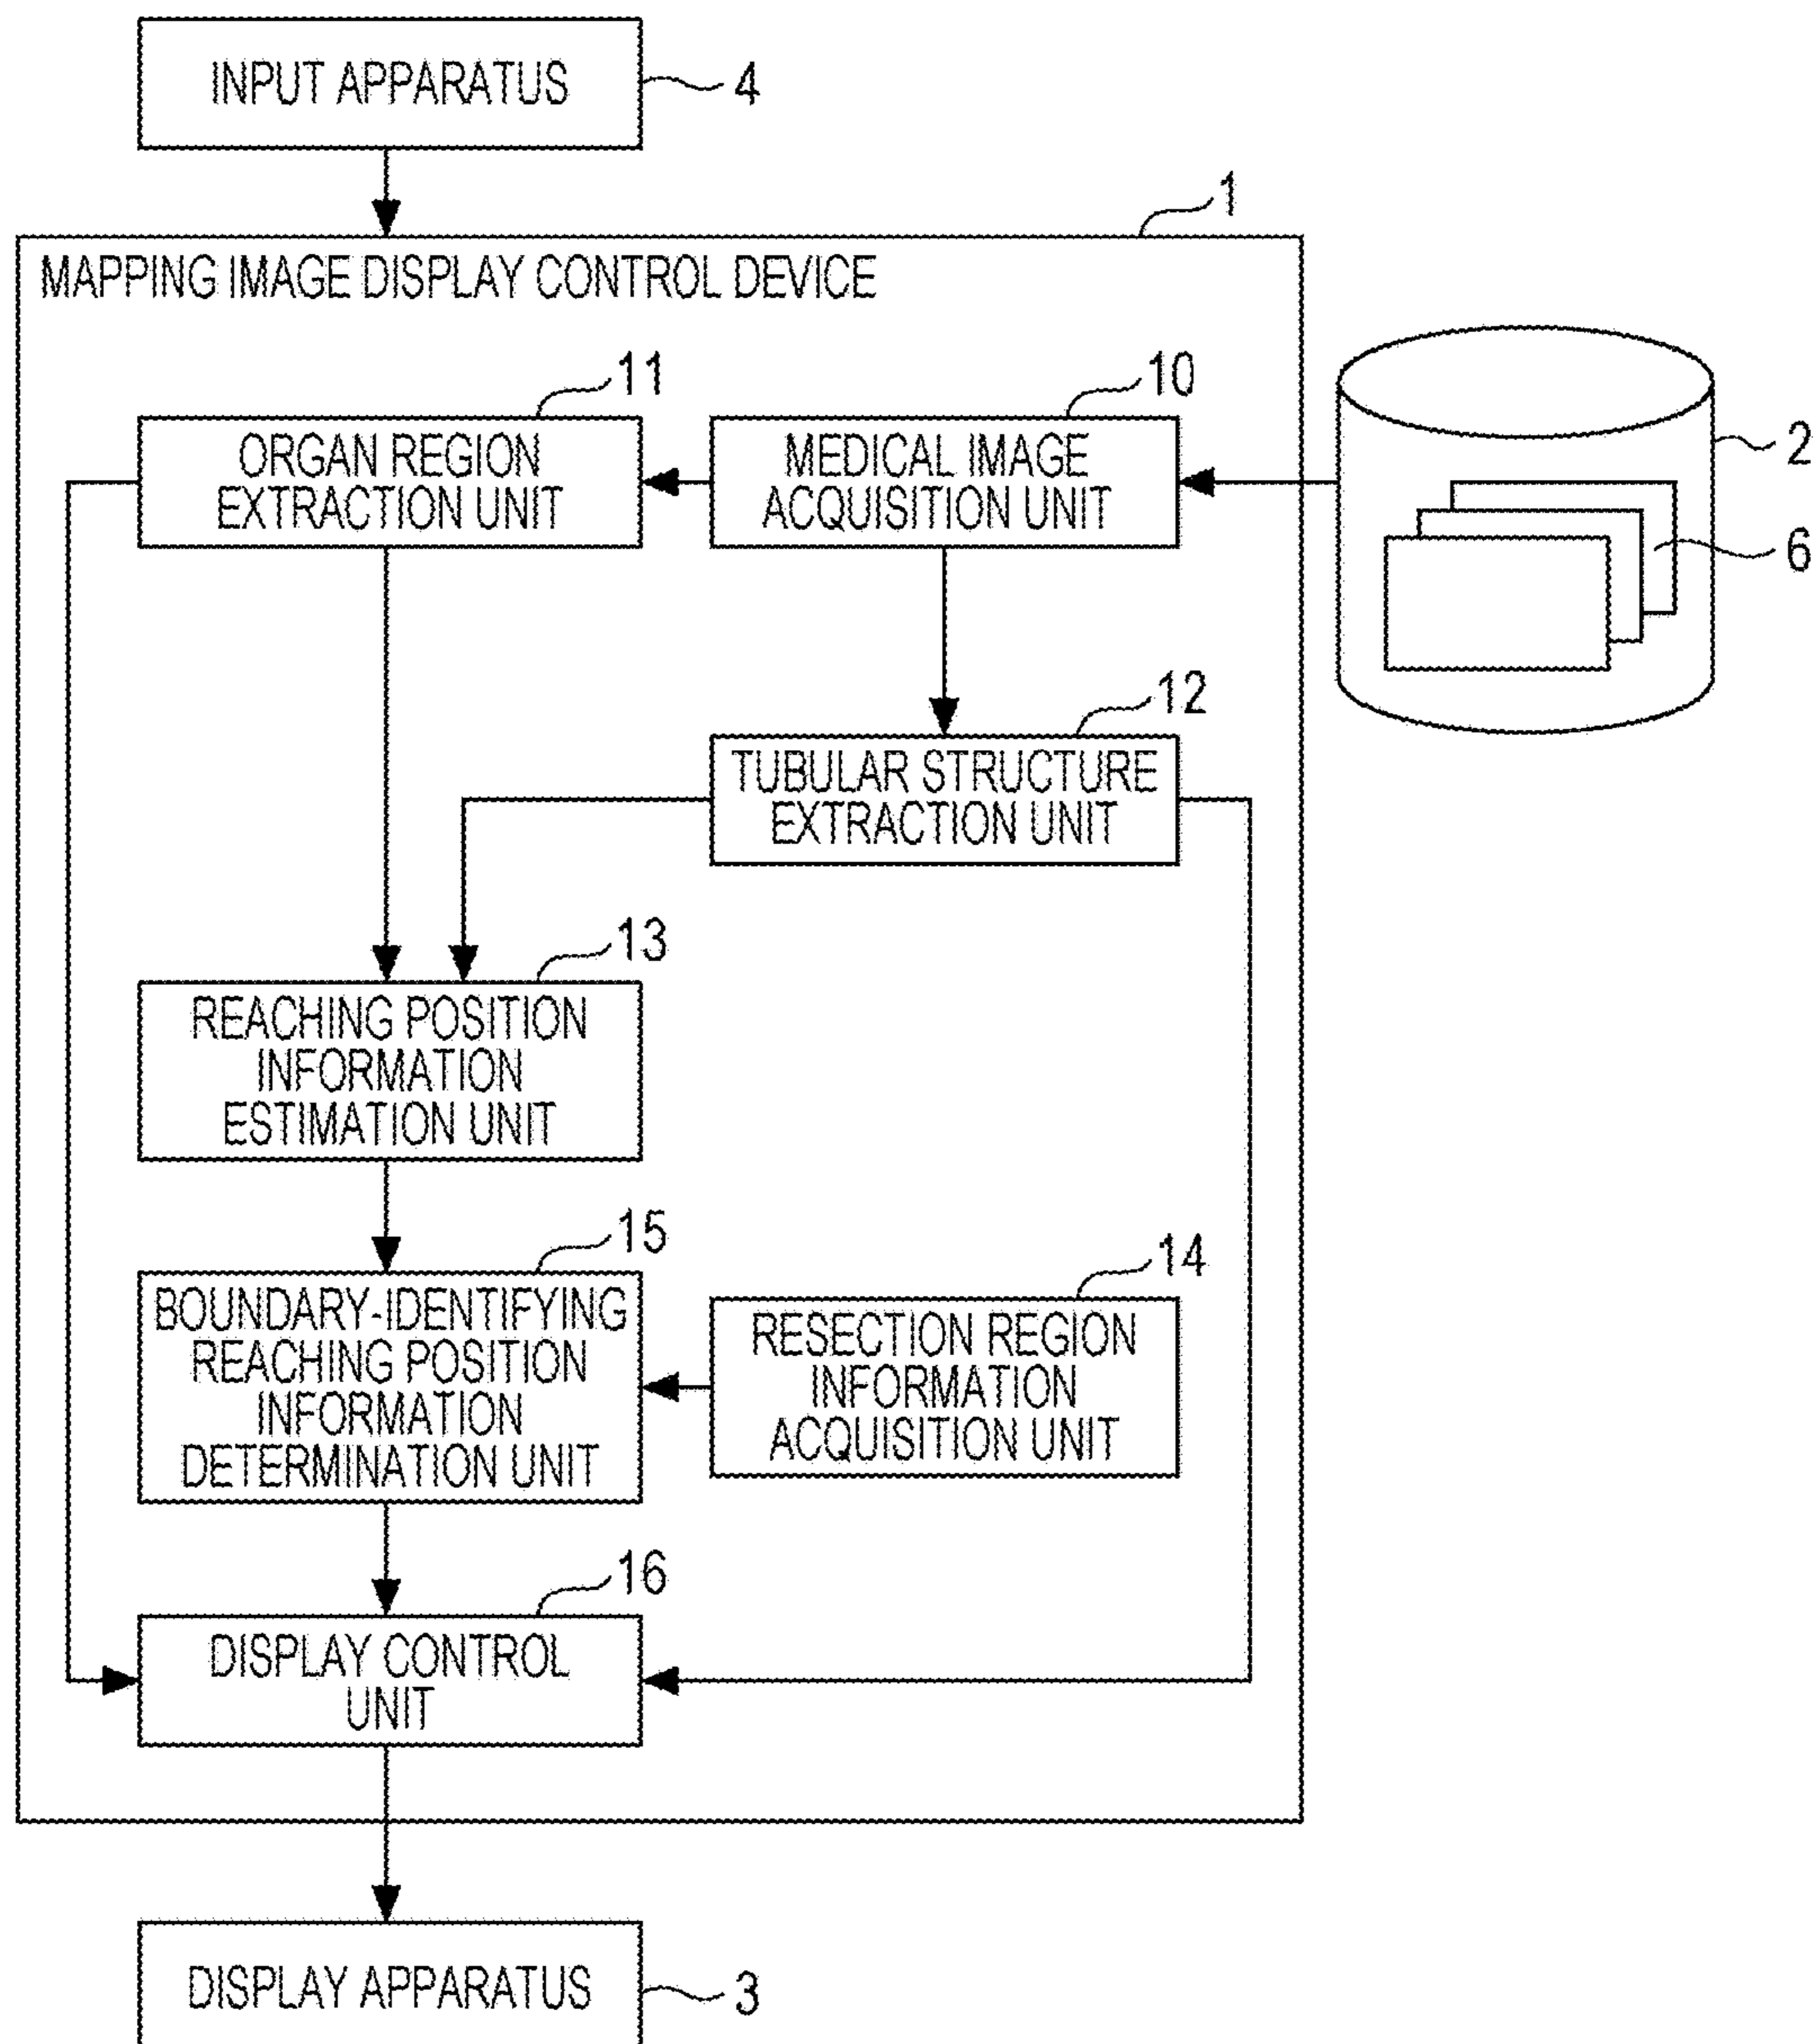 INPUT APPARATUS
4
1
MAPPING IMAGE DISPLAY CONTROL DEVICE
11
10
ORGAN REGION
EXTRACTION UNIT
MEDICAL IMAGE
ACQUISITION UNIT
2
6
12
TUBULAR STRUCTURE
EXTRACTION UNIT
13
REACHING POSITION
INFORMATION
ESTIMATION UNIT
15
14
BOUNDARY-IDENTIFYING
REACHING POSITION
INFORMATION
DETERMINATION UNIT
RESECTION REGION
INFORMATION
ACQUISITION UNIT
16
DISPLAY CONTROL
UNIT
DISPLAY APPARATUS
3